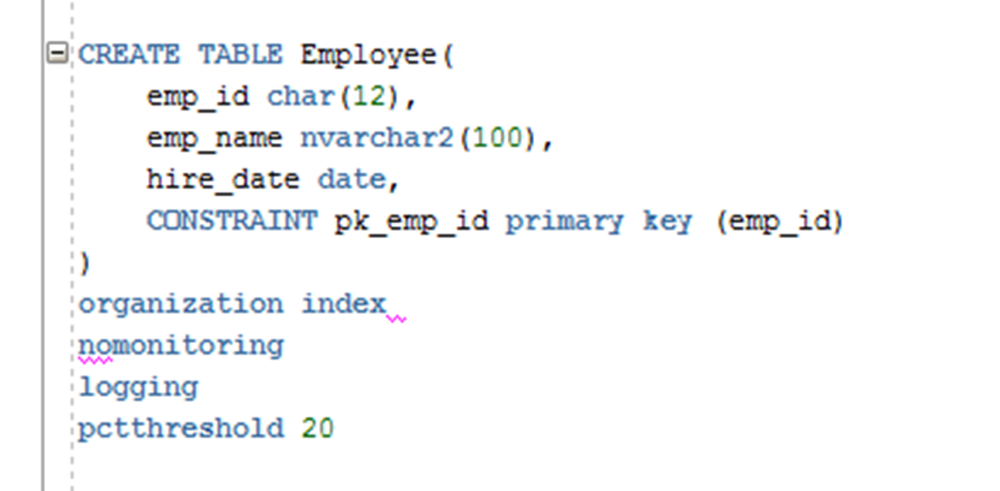 CREATE TABLE Employee(
    emp_id char(12),
    emp_name nvarchar2(100),
    hire_date date,
    CONSTRAINT pk_emp_id primary key (emp_id)
)
organization index
nomonitoring
logging
pctthreshold 20